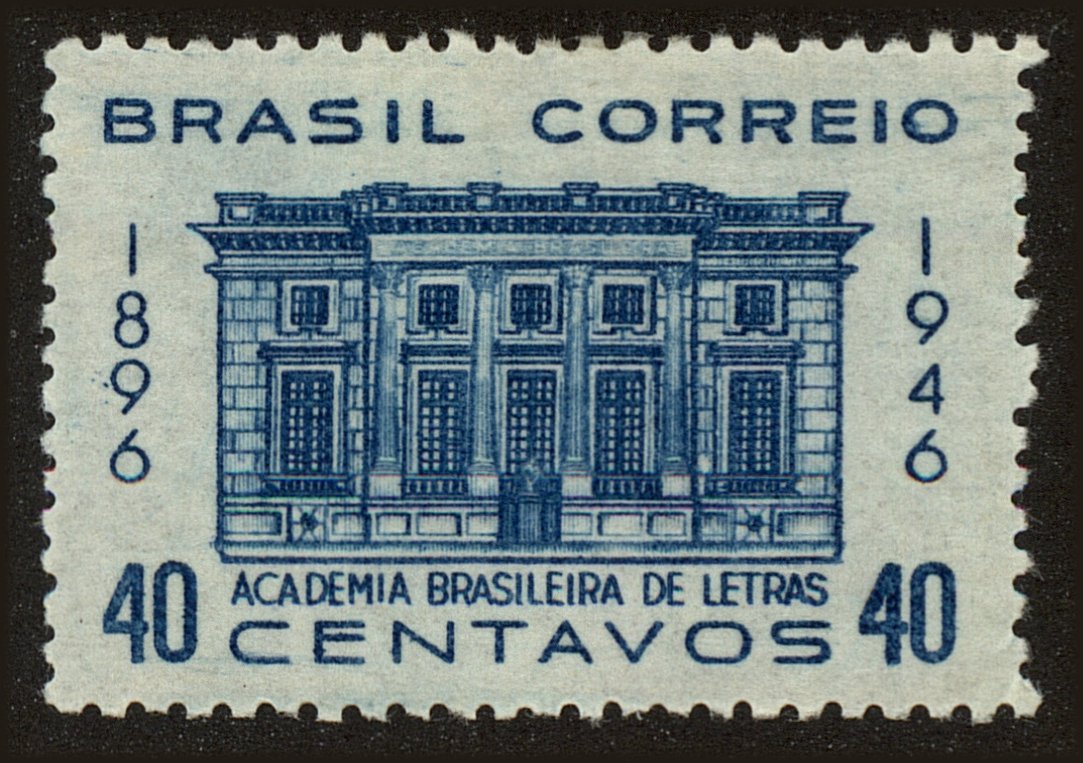 BRASIL CORREIO
1896
1946
40 ACADEMIA BRASILEIRA DE LETRAS 40
CENTAVOS